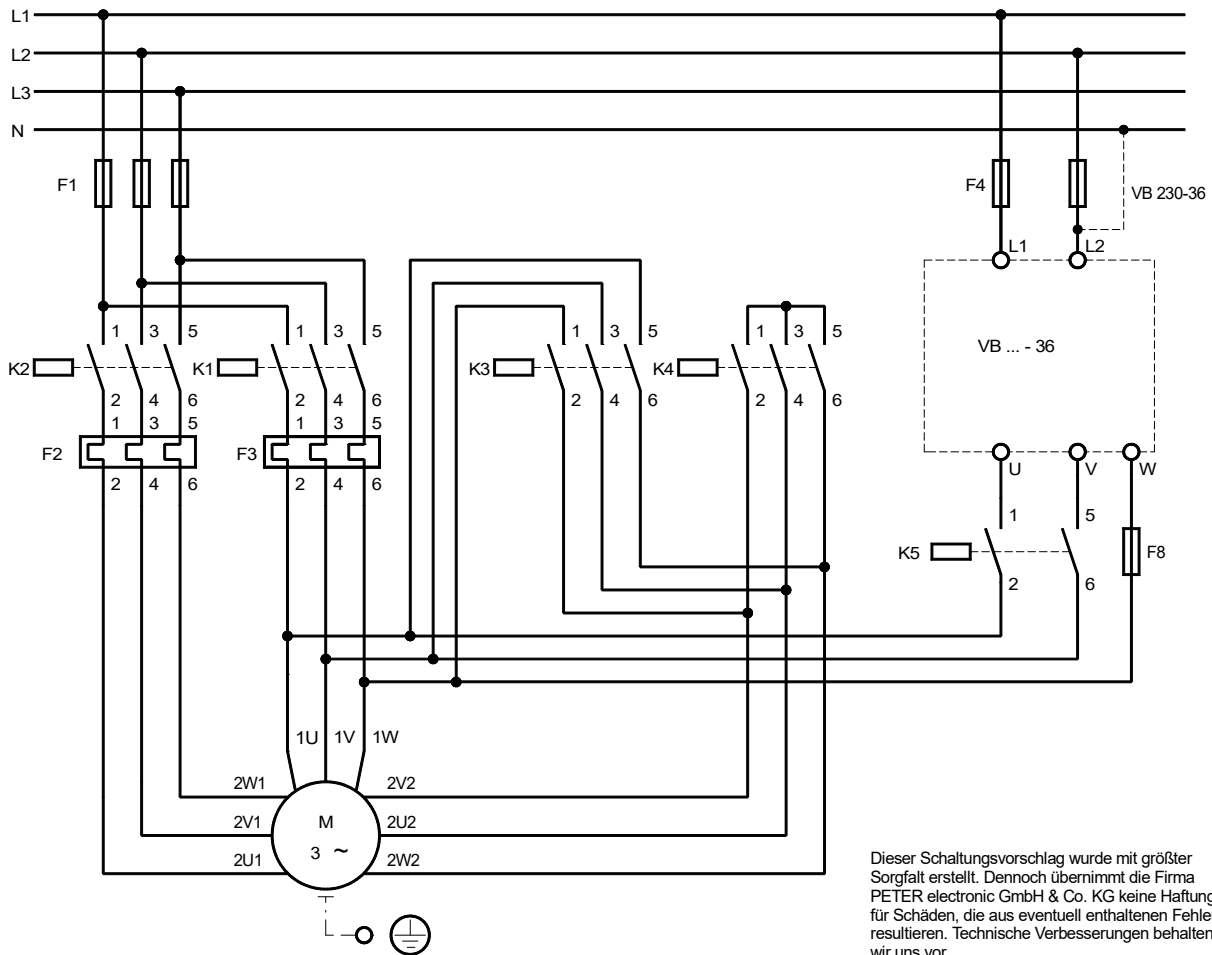 L1
L2
L3
N
F1
F4
VB 230-36
L1 L2
1 3 5 1 3 5 1 3 5 1 3 5
K2 K1 K3 K4
VB ... - 36
2 4 6 2 4 6 2 4 6 2 4 6
1 3 5 1 3 5
F2 F3
2 4 6 2 4 6
U V W
1 5
K5 F8
2 6
1U 1V 1W
2W1 2V2
2V1 M 2U2
3 ~
2U1 2W2
Dieser Schaltungsvorschlag wurde mit größter
Sorgfalt erstellt. Dennoch übernimmt die Firma
PETER electronic GmbH & Co. KG keine Haftung
für Schäden, die aus eventuell enthaltenen Fehle
resultieren. Technische Verbesserungen behalten
wir uns vor.